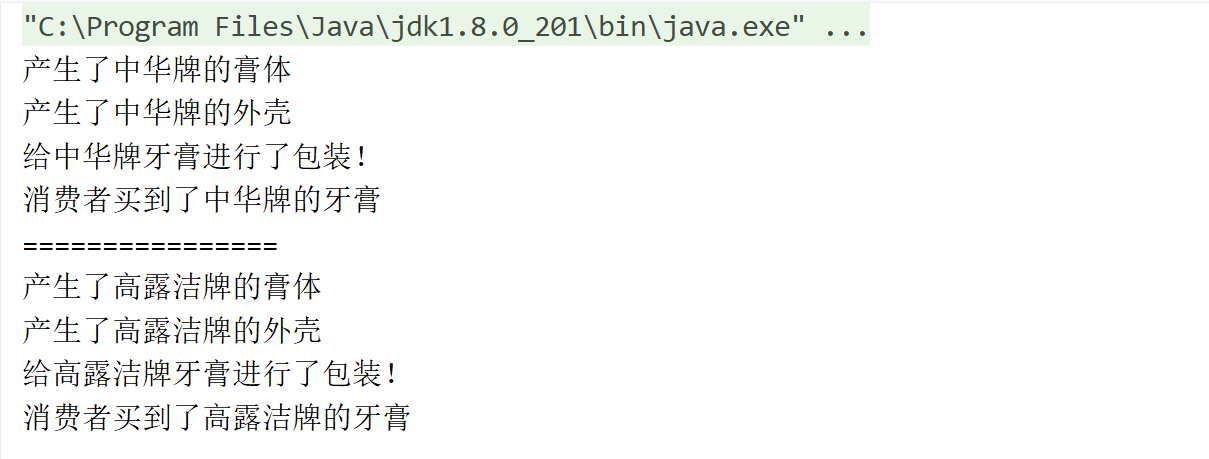 "C:\Program Files\Java\jdk1.8.0_201\bin\java.exe" ...
产生了中华牌的膏体
产生了中华牌的外壳
给中华牌牙膏进行了包装！
消费者买到了中华牌的牙膏
================
产生了高露洁牌的膏体
产生了高露洁牌的外壳
给高露洁牌牙膏进行了包装！
消费者买到了高露洁牌的牙膏